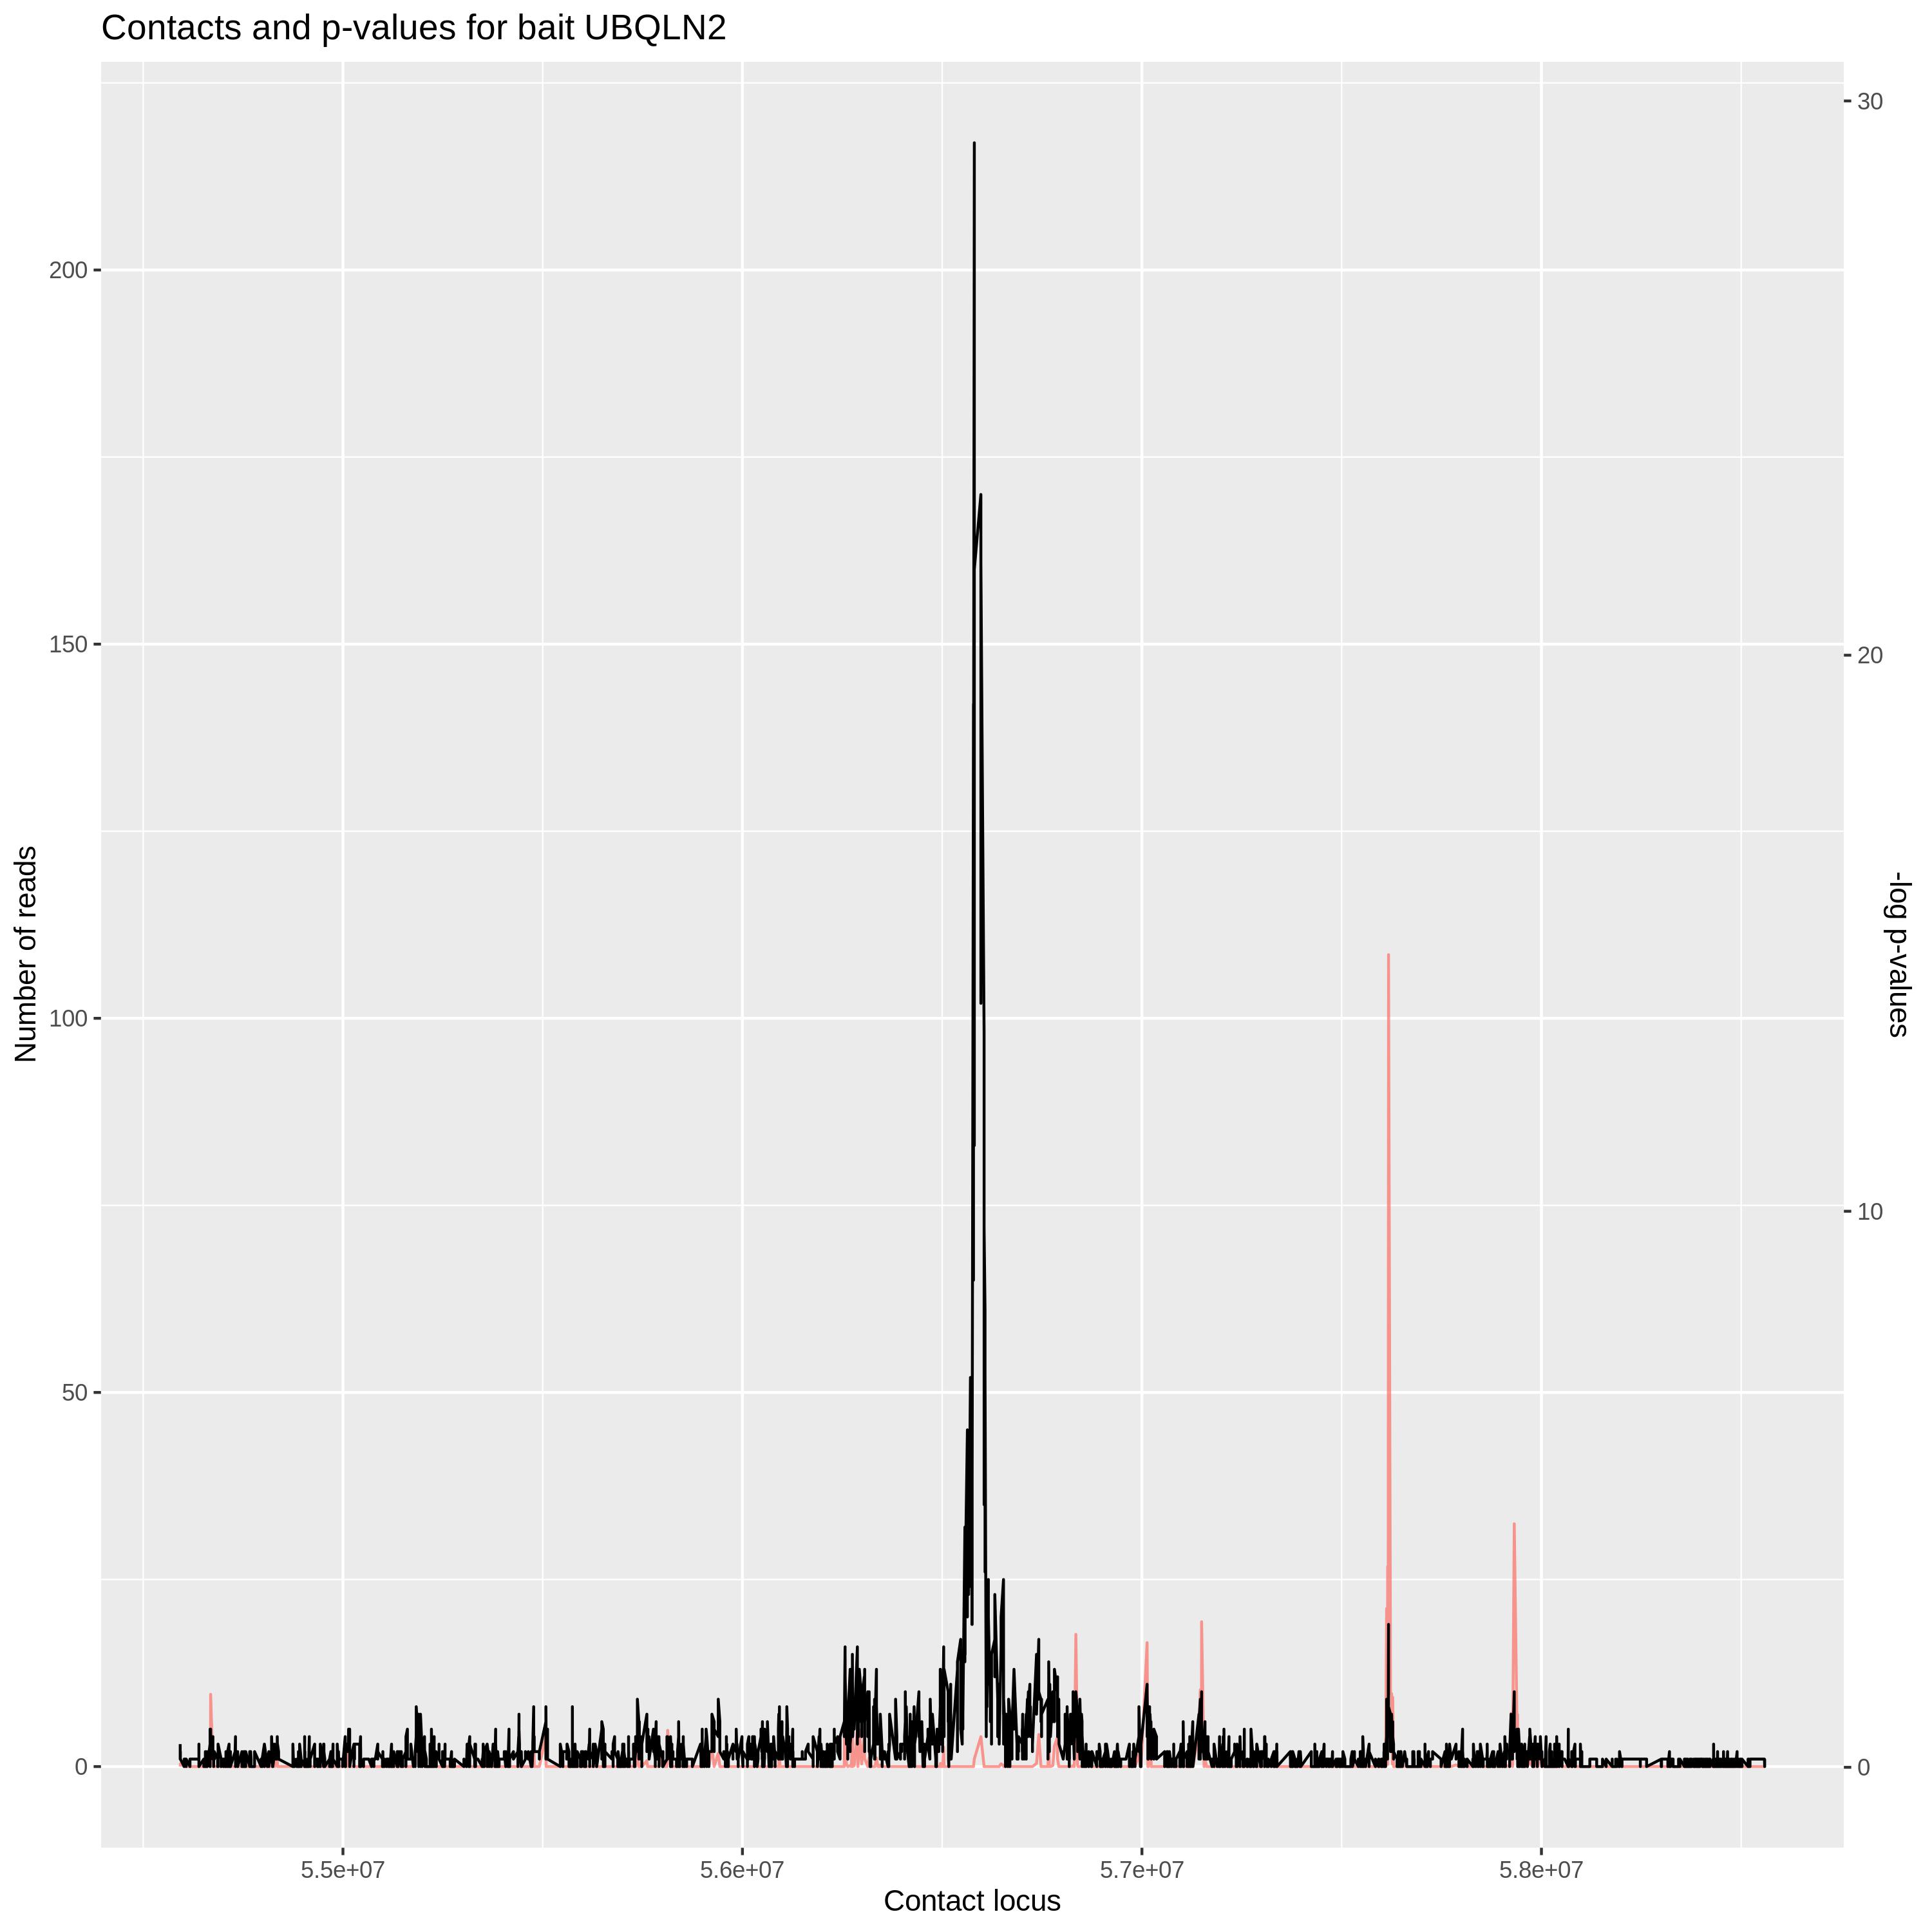 Contacts and p-values for bait UBQLN2
Number of reads
200
150
100
50
0
30
20
10
0
-log p-values
5.5e+07
5.6e+07
5.7e+07
5.8e+07
Contact locus